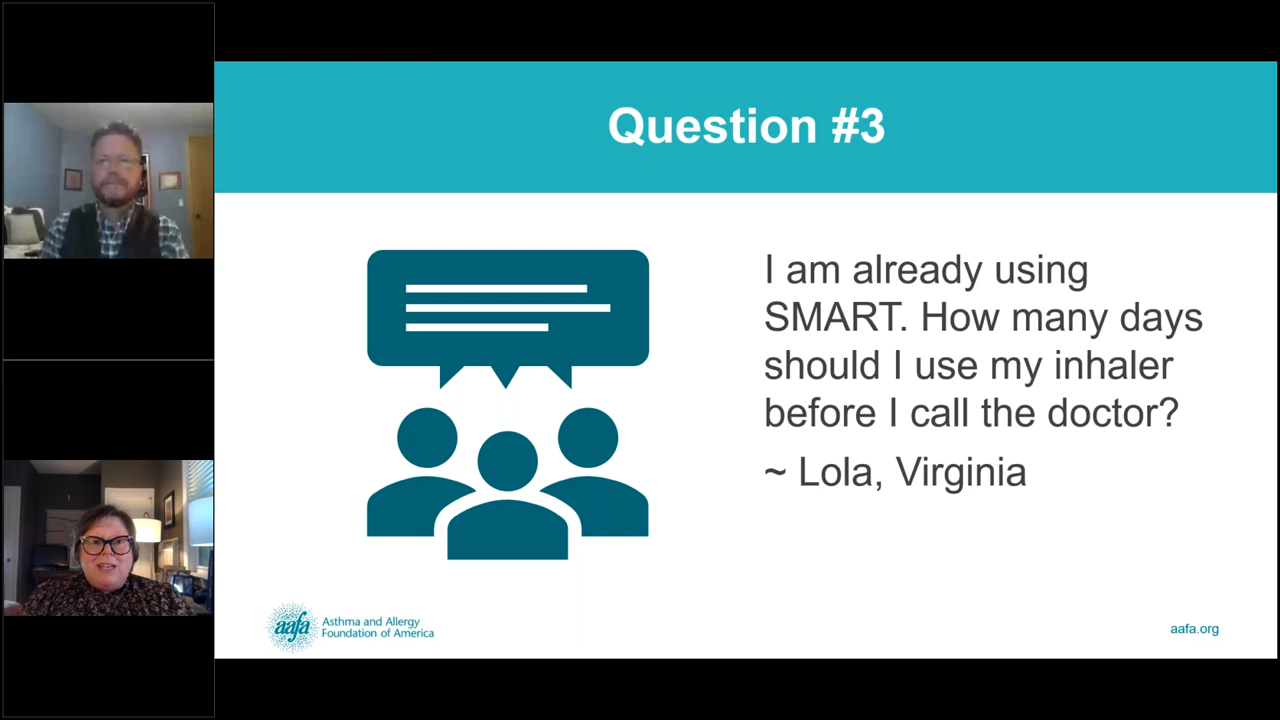 Question #3
I am already using
SMART. How many days
should I use my inhaler
before I call the doctor?
~ Lola, Virginia
aafa
Asthma and Allergy
Foundation of America
aafa.org